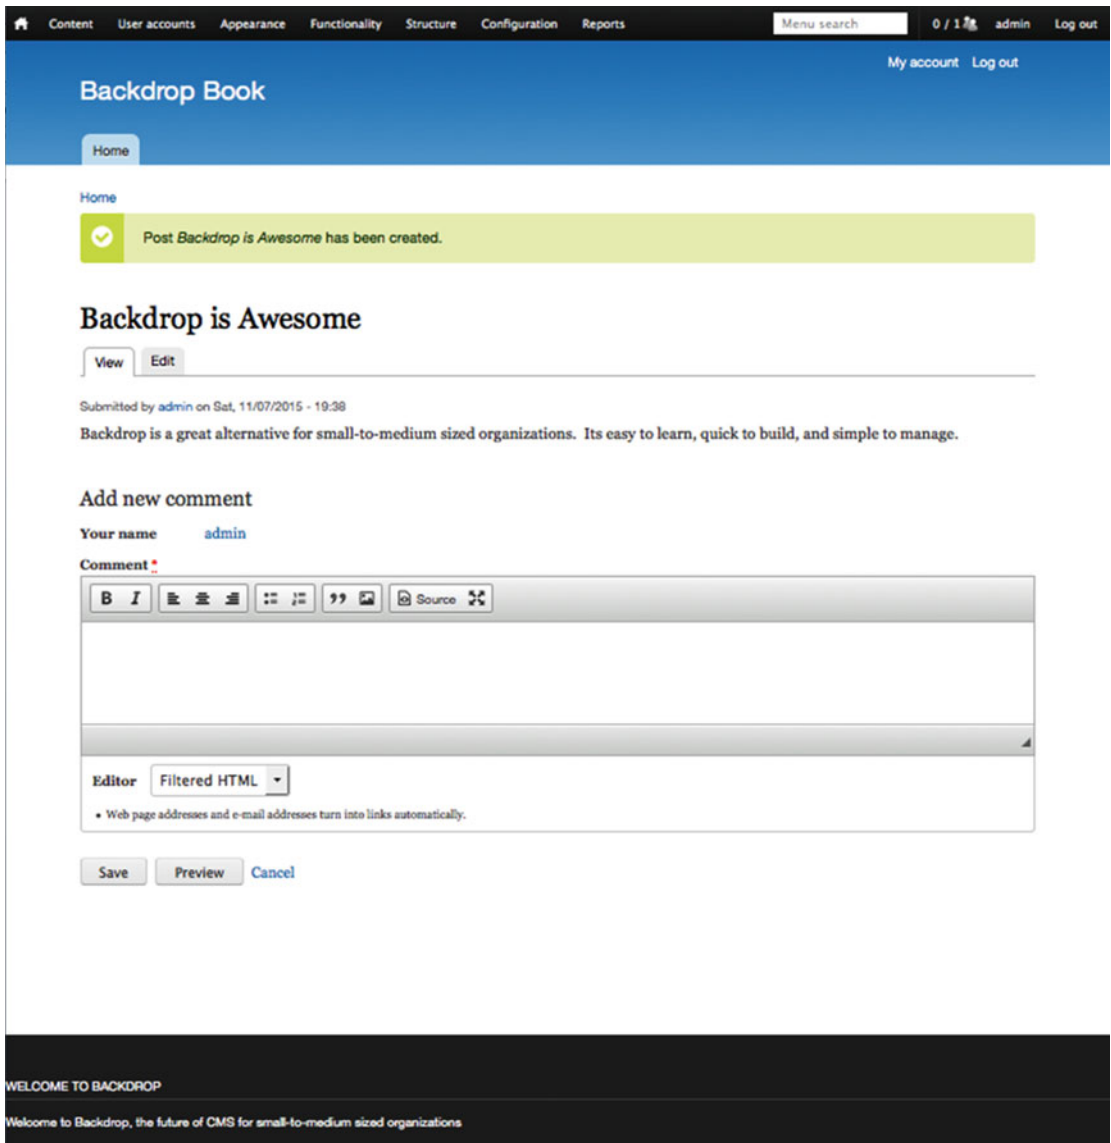 Content User accounts Appearance Functionality Structure Configuration Reports Menu search 0 / 1 admin Log out
My account Log out
Backdrop Book
Home
Home
Post Backdrop is Awesome has been created.
Backdrop is Awesome
View Edit
Submitted by admin on Sat, 11/07/2015 - 19:38
Backdrop is a great alternative for small-to-medium sized organizations. Its easy to learn, quick to build, and simple to manage.
Add new comment
Your name admin
Comment *
B I Source
Editor Filtered HTML
• Web page addresses and e-mail addresses turn into links automatically.
Save Preview Cancel
WELCOME TO BACKDROP
Welcome to Backdrop, the future of CMS for small-to-medium sized organizations